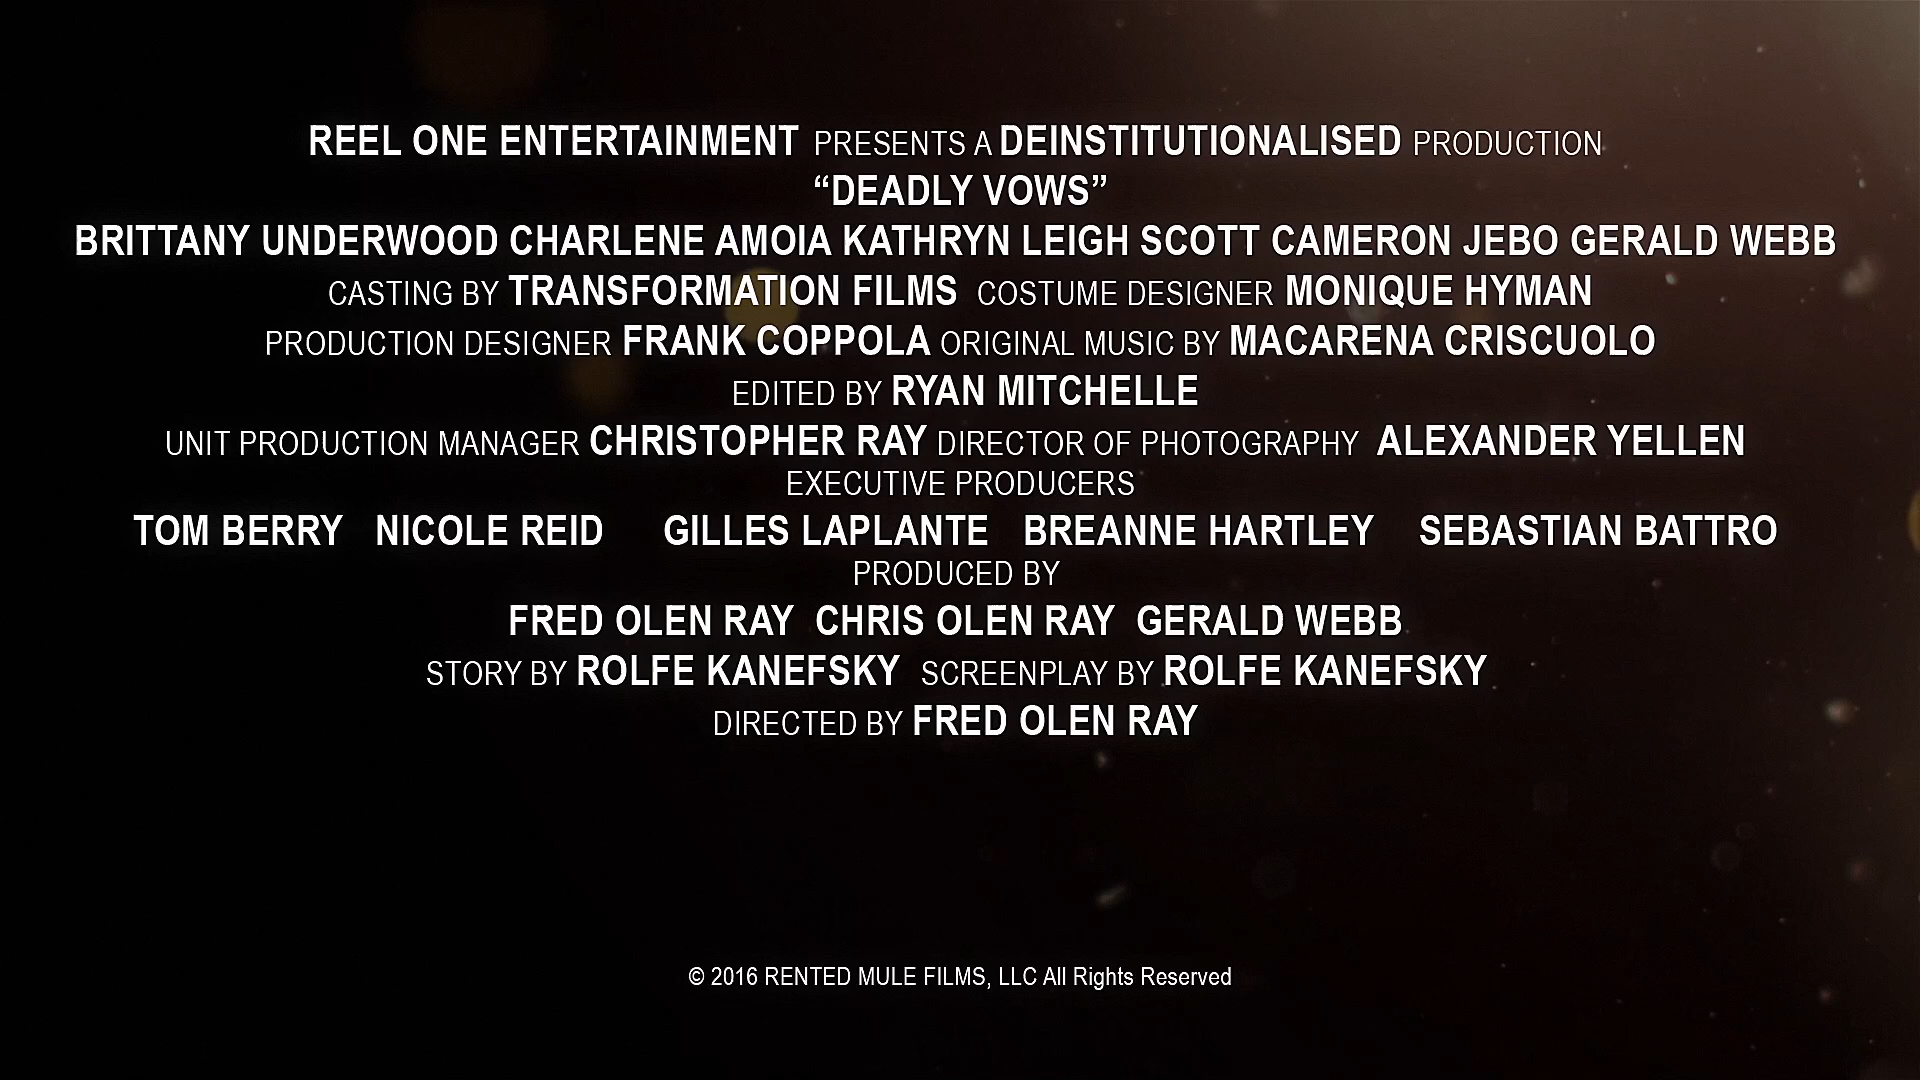 REEL ONE ENTERTAINMENT PRESENTS A DEINSTITUTIONALISED PRODUCTION
“DEADLY VOWS”
BRITTANY UNDERWOOD CHARLENE AMOIA KATHRYN LEIGH SCOTT CAMERON JEBO GERALD WEBB
CASTING BY TRANSFORMATION FILMS COSTUME DESIGNER MONIQUE HYMAN
PRODUCTION DESIGNER FRANK COPPOLA ORIGINAL MUSIC BY MACARENA CRISCUOLO
EDITED BY RYAN MITCHELLE
UNIT PRODUCTION MANAGER CHRISTOPHER RAY DIRECTOR OF PHOTOGRAPHY ALEXANDER YELLEN
EXECUTIVE PRODUCERS
TOM BERRY NICOLE REID GILLES LAPLANTE BREANNE HARTLEY SEBASTIAN BATTRO
PRODUCED BY
FRED OLEN RAY CHRIS OLEN RAY GERALD WEBB
STORY BY ROLFE KANEFSKY SCREENPLAY BY ROLFE KANEFSKY
DIRECTED BY FRED OLEN RAY
© 2016 RENTED MULE FILMS, LLC All Rights Reserved